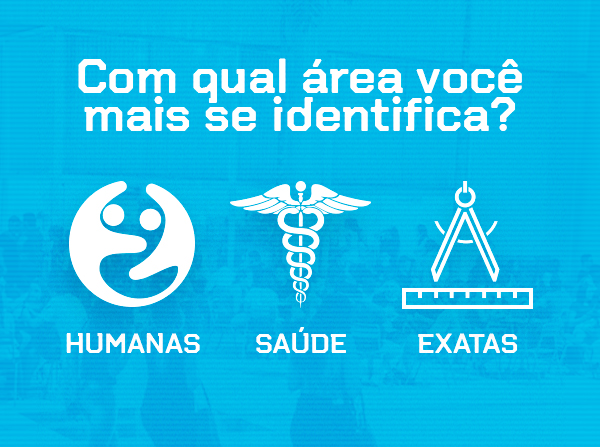 Com qual área você
mais se identifica?
HUMANAS
SAÚDE
EXATAS